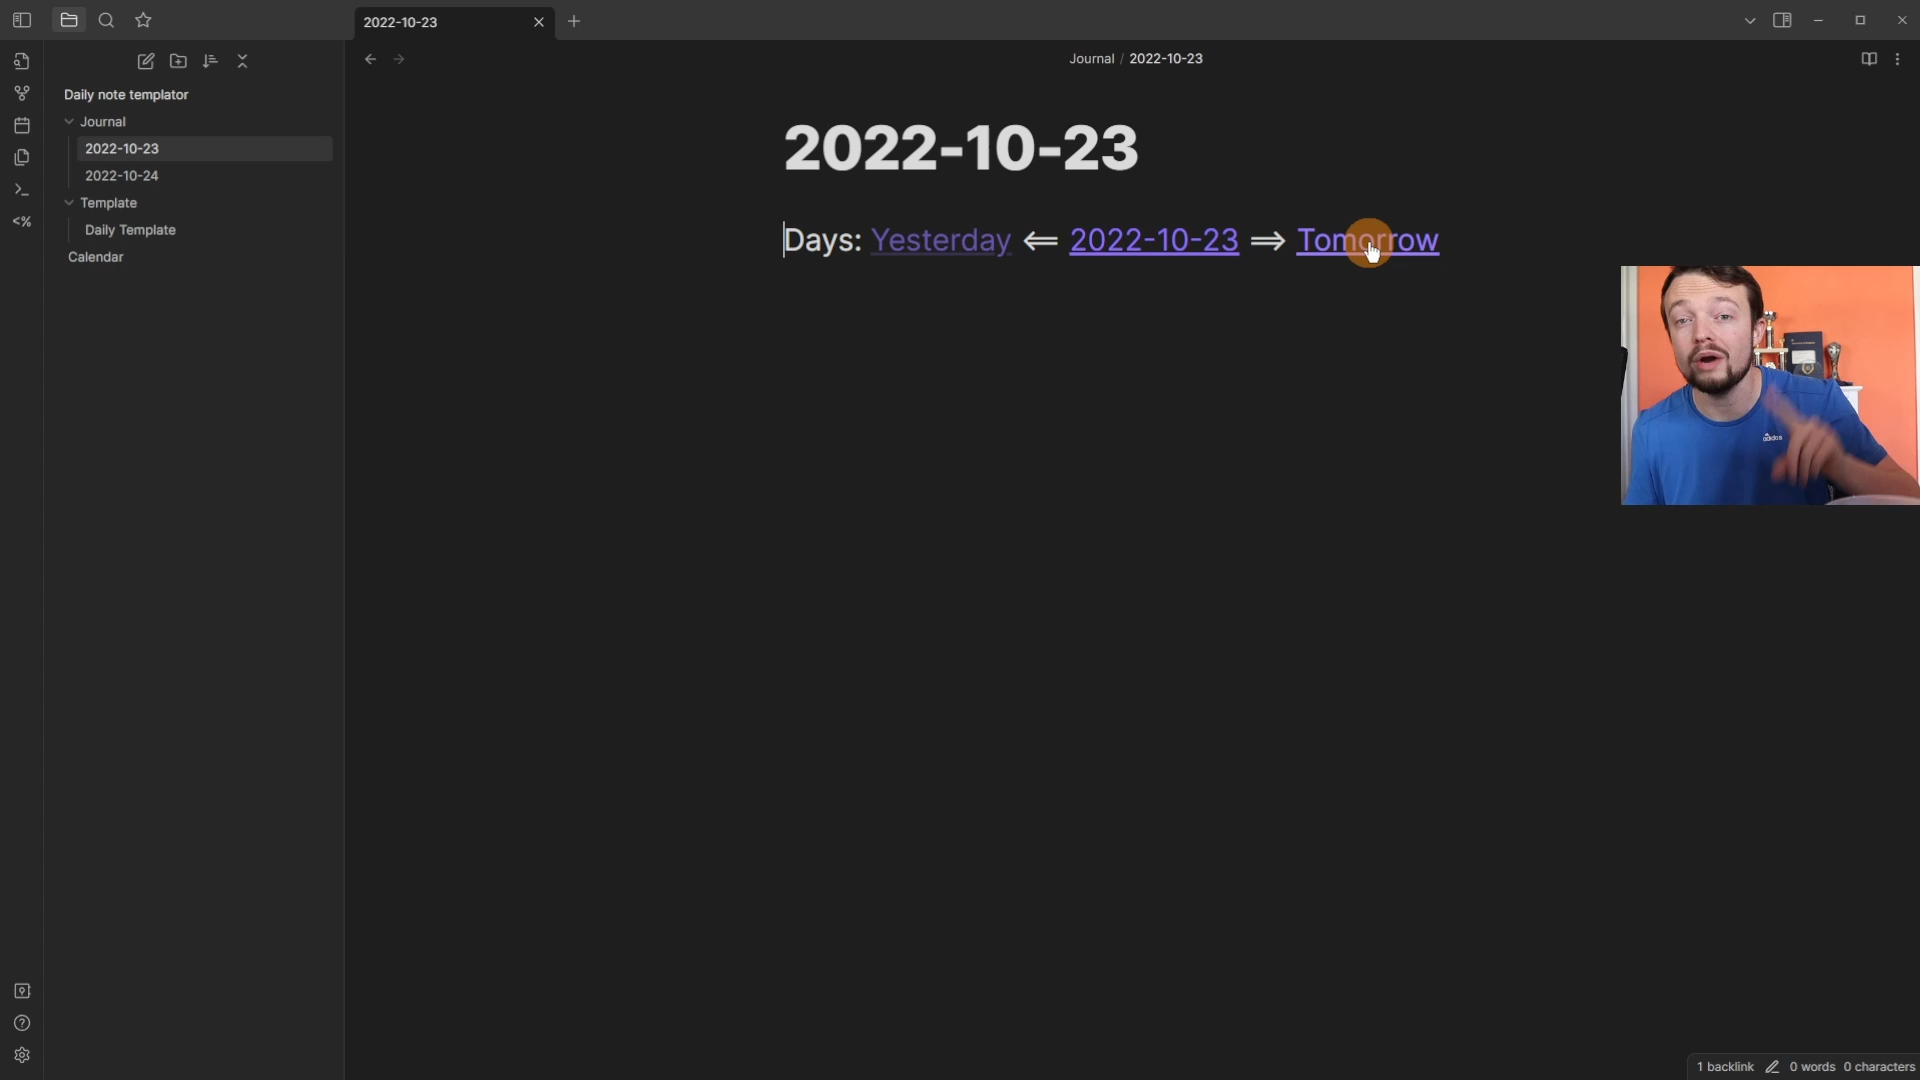 2022-10-23
Journal / 2022-10-23
Daily note templator
Journal
2022-10-23
2022-10-24
Template
Daily Template
Calendar
<%
2022-10-23
Days: Yesterday ⟸ 2022-10-23 ⟹ Tomorrow
adidas
1 backlink 0 words 0 characters